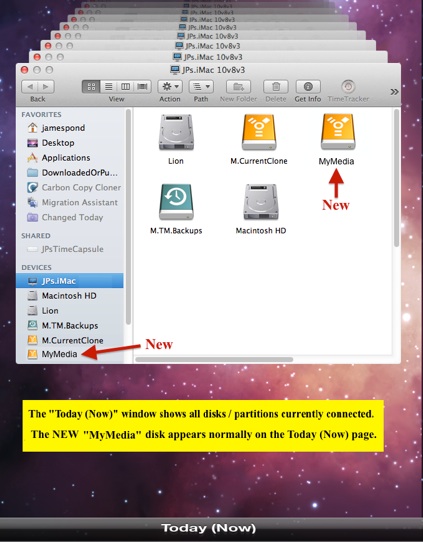 JPs.iMac 10v8v3
JPs.iMac 10v8v3
JPs.iMac 10v8v3
JPs.iMac 10v8v3
JPs.iMac 10v8v3
Back
View
Action
Path
New Folder
Delete
Get Info
TimeTracker
FAVORITES
jamespond
Desktop
Applications
DownloadedOrPu...
Carbon Copy Cloner
Migration Assistant
Changed Today
SHARED
JPsTimeCapsule
DEVICES
JPs.iMac
Macintosh HD
Lion
M.TM.Backups
M.CurrentClone
MyMedia
New
Lion
M.CurrentClone
MyMedia
New
M.TM.Backups
Macintosh HD
The "Today (Now)" window shows all disks / partitions currently connected.
The NEW "MyMedia" disk appears normally on the Today (Now) page.
Today (Now)